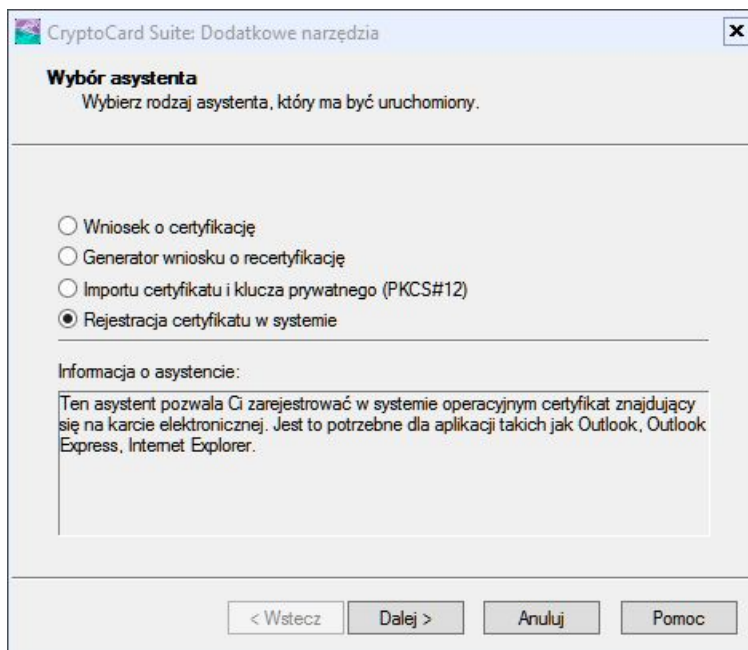 CryptoCard Suite: Dodatkowe narzędzia
Wybór asystenta
Wybierz rodzaj asystenta, który ma być uruchomiony.
Wniosek o certyfikację
Generator wniosku o recertyfikację
Importu certyfikatu i klucza prywatnego (PKCS#12)
Rejestracja certyfikatu w systemie
Informacja o asystencie:
Ten asystent pozwala Ci zarejestrować w systemie operacyjnym certyfikat znajdujący
się na karcie elektronicznej. Jest to potrzebne dla aplikacji takich jak Outlook, Outlook
Express, Internet Explorer.
< Wstecz Dalej > Anuluj Pomoc